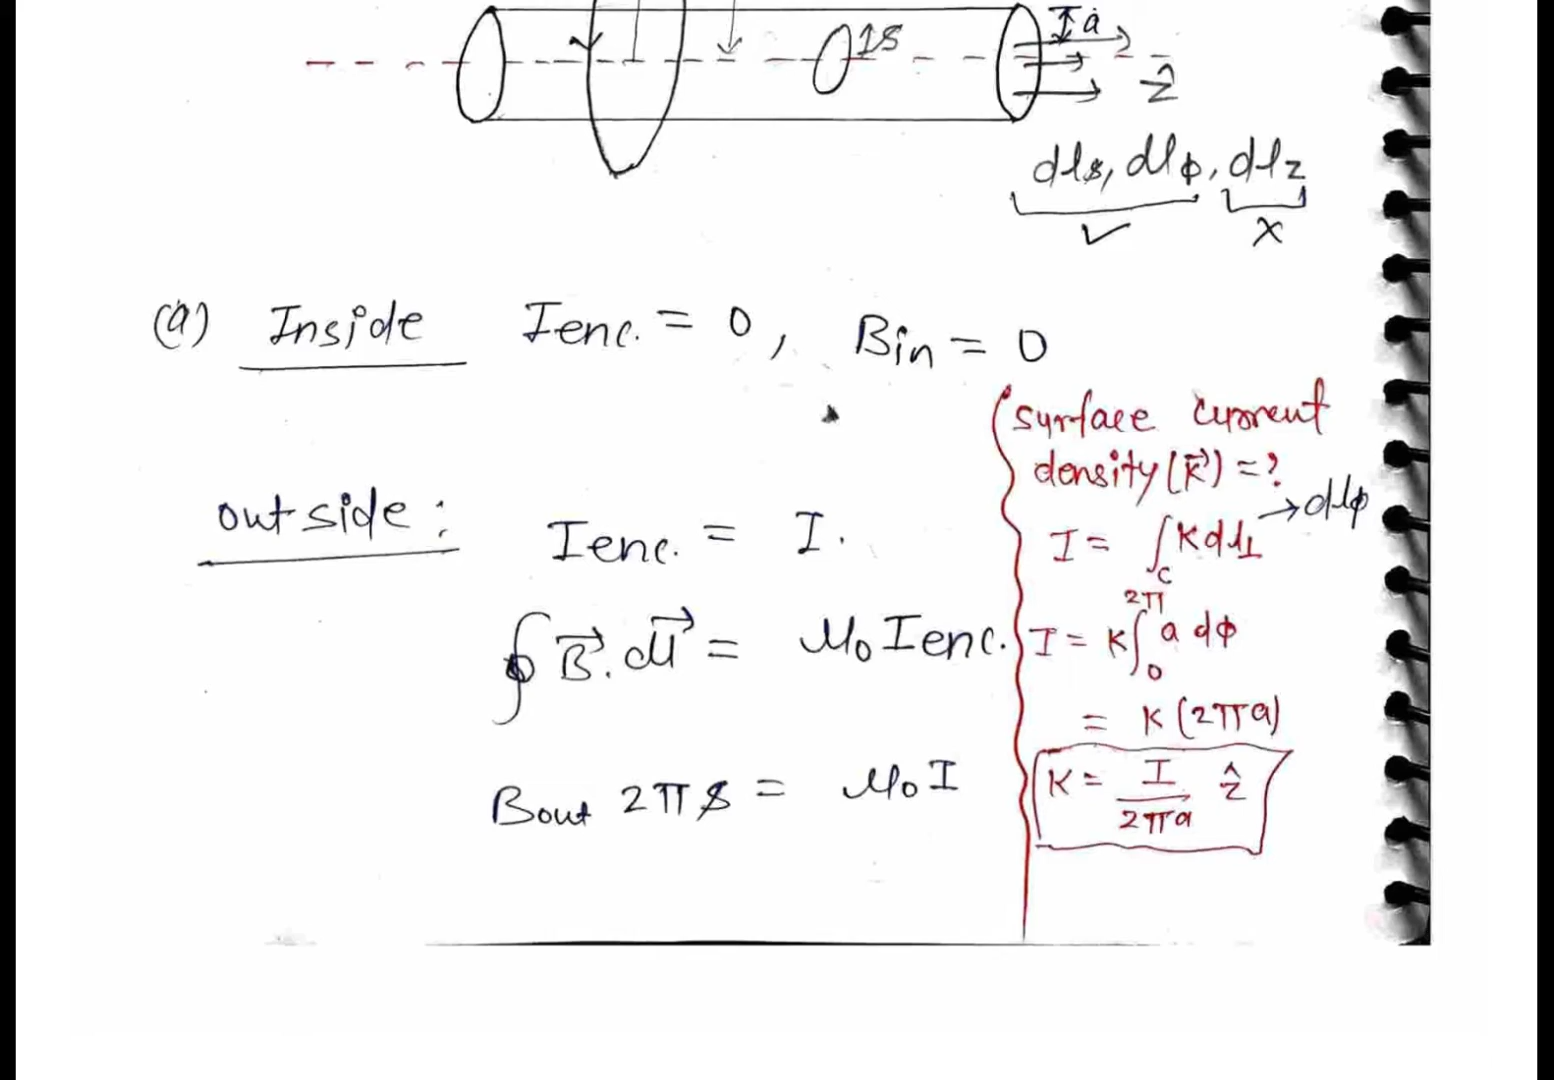 I a
1s
ẑ
dls, dlφ, dlz
✓ x
(a) Inside Ienc. = 0, Bin = 0
(surface current
density (K⃗) = ?
outside: Ienc. = I.
I = ∫c K dl⊥ → dlφ
∮ B⃗. dl⃗ = μ₀ Ienc.
I = K ∫₀^2π a dφ
= K (2πa)
Bout 2πs = μ₀ I
K = I / 2πa ẑ